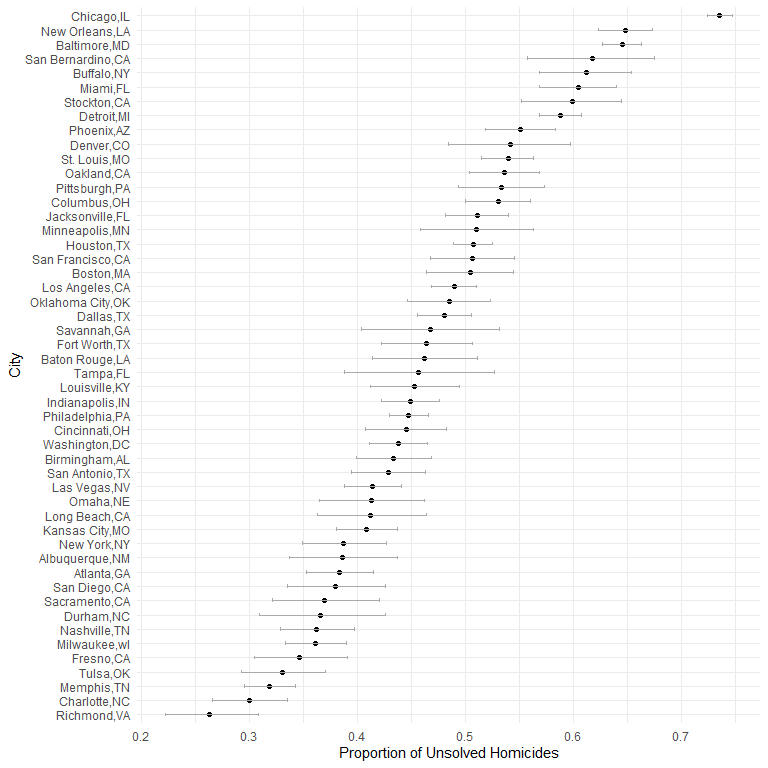 Chicago,IL
New Orleans,LA
Baltimore,MD
San Bernardino,CA
Buffalo,NY
Miami,FL
Stockton,CA
Detroit,MI
Phoenix,AZ
Denver,CO
St. Louis,MO
Oakland,CA
Pittsburgh,PA
Columbus,OH
Jacksonville,FL
Minneapolis,MN
Houston,TX
San Francisco,CA
Boston,MA
Los Angeles,CA
Oklahoma City,OK
Dallas,TX
Savannah,GA
Fort Worth,TX
Baton Rouge,LA
Tampa,FL
Louisville,KY
Indianapolis,IN
Philadelphia,PA
Cincinnati,OH
Washington,DC
Birmingham,AL
San Antonio,TX
Las Vegas,NV
Omaha,NE
Long Beach,CA
Kansas City,MO
New York,NY
Albuquerque,NM
Atlanta,GA
San Diego,CA
Sacramento,CA
Durham,NC
Nashville,TN
Milwaukee,wI
Fresno,CA
Tulsa,OK
Memphis,TN
Charlotte,NC
Richmond,VA
City
0.2 0.3 0.4 0.5 0.6 0.7
Proportion of Unsolved Homicides